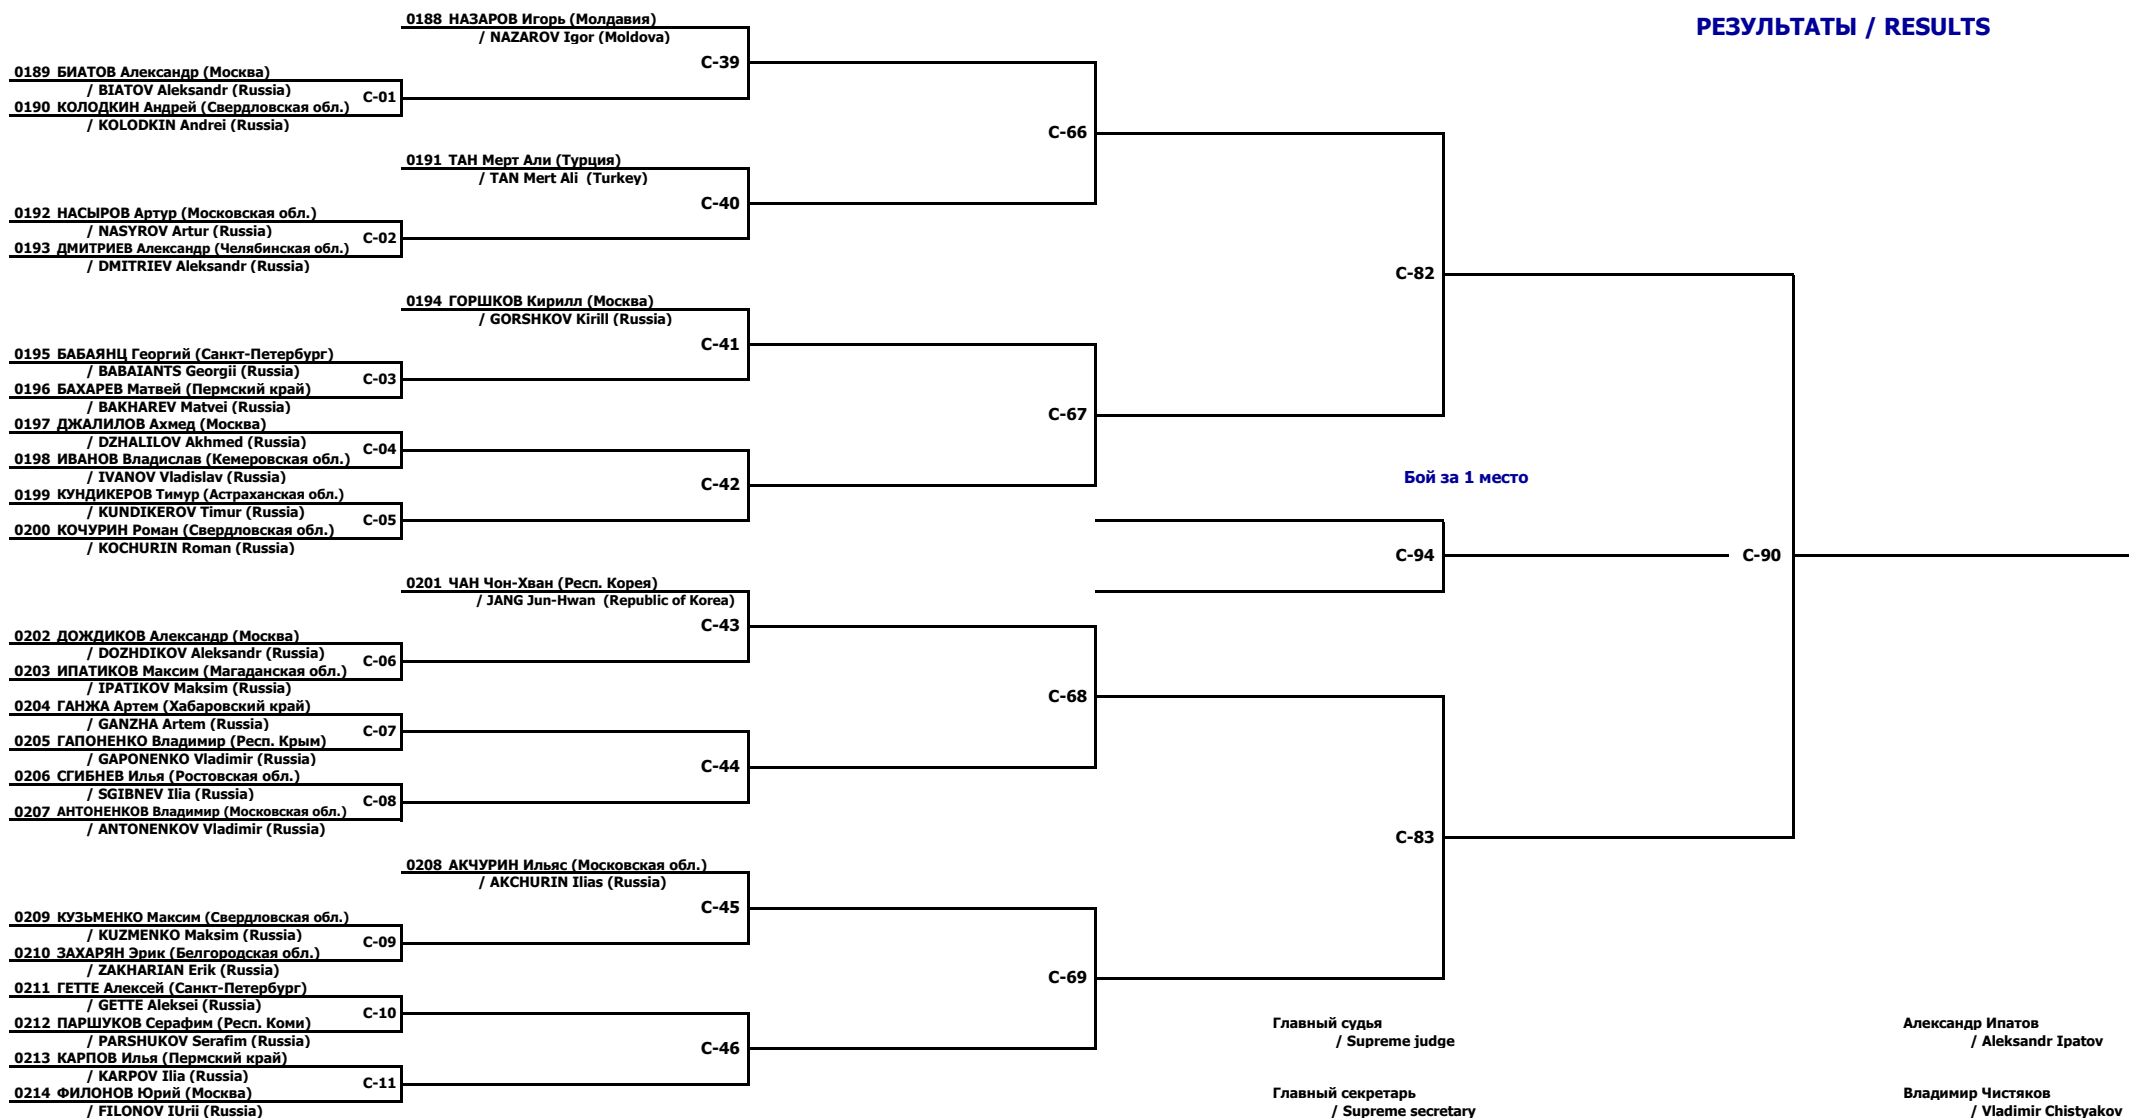 РЕЗУЛЬТАТЫ / RESULTS
0188 НАЗАРОВ Игорь (Молдавия)
/ NAZAROV Igor (Moldova)
C-39
0189 БИАТОВ Александр (Москва)
/ BIATOV Aleksandr (Russia)
C-01
0190 КОЛОДКИН Андрей (Свердловская обл.)
/ KOLODKIN Andrei (Russia)
C-66
0191 ТАН Мерт Али (Турция)
/ TAN Mert Ali (Turkey)
C-40
0192 НАСЫРОВ Артур (Московская обл.)
/ NASYROV Artur (Russia)
C-02
0193 ДМИТРИЕВ Александр (Челябинская обл.)
/ DMITRIEV Aleksandr (Russia)
C-82
0194 ГОРШКОВ Кирилл (Москва)
/ GORSHKOV Kirill (Russia)
C-41
0195 БАБАЯНЦ Георгий (Санкт-Петербург)
/ BABAIANTS Georgii (Russia)
C-03
0196 БАХАРЕВ Матвей (Пермский край)
/ BAKHAREV Matvei (Russia)
C-67
0197 ДЖАЛИЛОВ Ахмед (Москва)
/ DZHALILOV Akhmed (Russia)
C-04
0198 ИВАНОВ Владислав (Кемеровская обл.)
/ IVANOV Vladislav (Russia)
C-42
Бой за 1 место
0199 КУНДИКЕРОВ Тимур (Астраханская обл.)
/ KUNDIKEROV Timur (Russia)
C-05
0200 КОЧУРИН Роман (Свердловская обл.)
/ KOCHURIN Roman (Russia)
C-94
C-90
0201 ЧАН Чон-Хван (Респ. Корея)
/ JANG Jun-Hwan (Republic of Korea)
C-43
0202 ДОЖДИКОВ Александр (Москва)
/ DOZHDIKOV Aleksandr (Russia)
C-06
0203 ИПАТИКОВ Максим (Магаданская обл.)
/ IPATIKOV Maksim (Russia)
C-68
0204 ГАНЖА Артем (Хабаровский край)
/ GANZHA Artem (Russia)
C-07
0205 ГАПОНЕНКО Владимир (Респ. Крым)
/ GAPONENKO Vladimir (Russia)
C-44
0206 СГИБНЕВ Илья (Ростовская обл.)
/ SGIBNEV Ilia (Russia)
C-08
0207 АНТОНЕНКОВ Владимир (Московская обл.)
/ ANTONENKOV Vladimir (Russia)
C-83
0208 АКЧУРИН Ильяс (Московская обл.)
/ AKCHURIN Ilias (Russia)
C-45
0209 КУЗЬМЕНКО Максим (Свердловская обл.)
/ KUZMENKO Maksim (Russia)
C-09
0210 ЗАХАРЯН Эрик (Белгородская обл.)
/ ZAKHARIAN Erik (Russia)
C-69
0211 ГЕТТЕ Алексей (Санкт-Петербург)
/ GETTE Aleksei (Russia)
C-10
0212 ПАРШУКОВ Серафим (Респ. Коми)
/ PARSHUKOV Serafim (Russia)
C-46
0213 КАРПОВ Илья (Пермский край)
/ KARPOV Ilia (Russia)
C-11
0214 ФИЛОНОВ Юрий (Москва)
/ FILONOV IUrii (Russia)
Главный судья
/ Supreme judge
Александр Ипатов
/ Aleksandr Ipatov
Главный секретарь
/ Supreme secretary
Владимир Чистяков
/ Vladimir Chistyakov